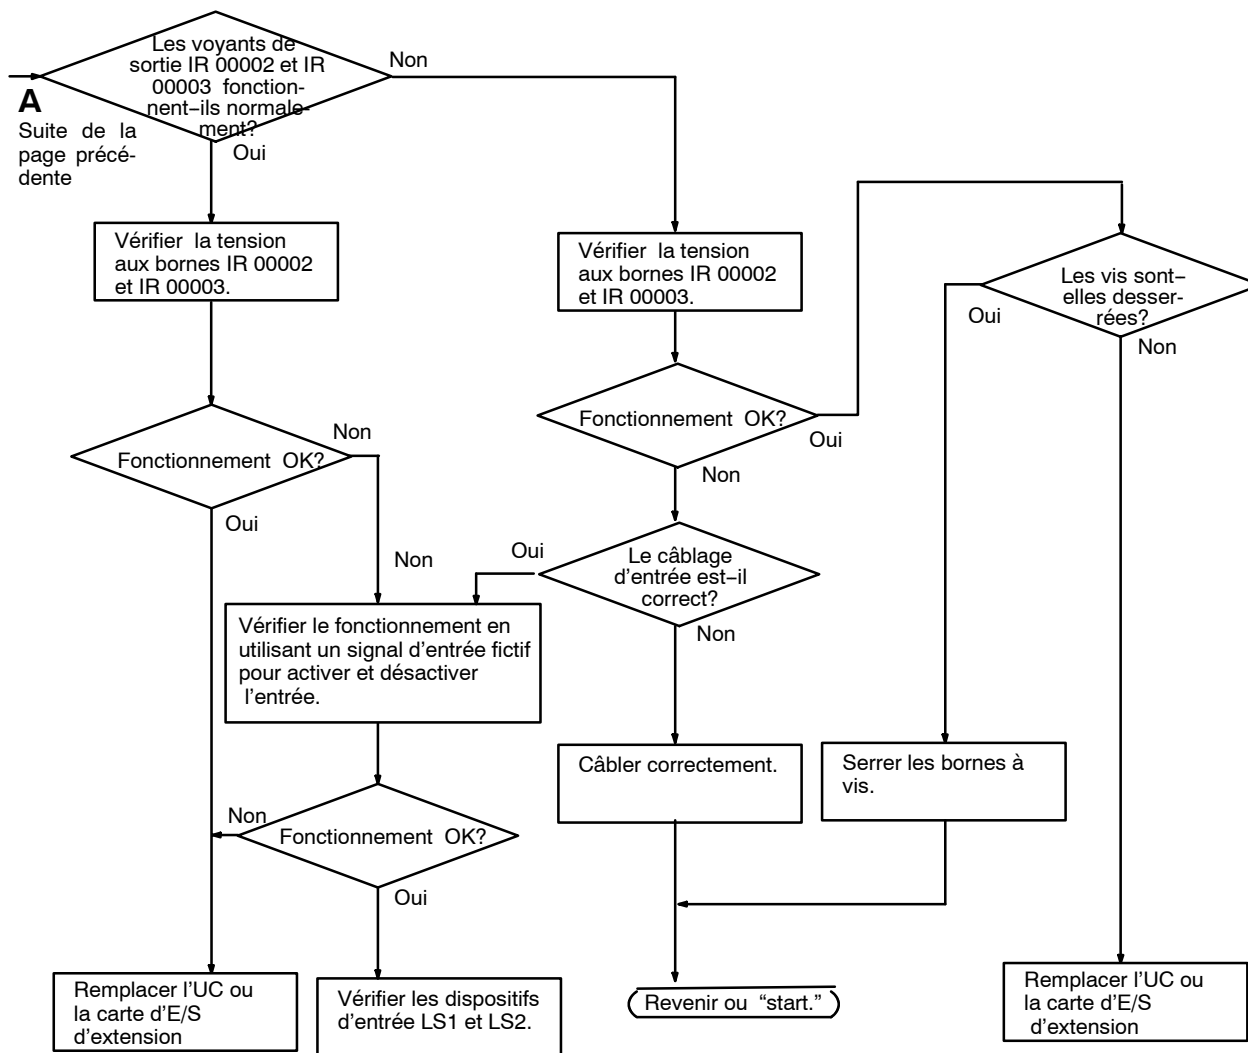 Les voyants de
sortie IR 00002 et IR
00003 fonction-
nent-ils normale-
ment?
Non
A
Suite de la
page précé-
dente
Oui
Vérifier la tension
aux bornes IR 00002
et IR 00003.
Vérifier la tension
aux bornes IR 00002
et IR 00003.
Les vis sont-
elles desser-
rées?
Oui
Non
Fonctionnement OK?
Oui
Non
Fonctionnement OK?
Non
Oui
Non
Oui
Le câblage
d'entrée est-il
correct?
Non
Vérifier le fonctionnement en
utilisant un signal d'entrée fictif
pour activer et désactiver
l'entrée.
Câbler correctement.
Serrer les bornes à
vis.
Non
Fonctionnement OK?
Oui
Remplacer l'UC ou
la carte d'E/S
d'extension
Vérifier les dispositifs
d'entrée LS1 et LS2.
Revenir ou "start."
Remplacer l'UC ou
la carte d'E/S
d'extension